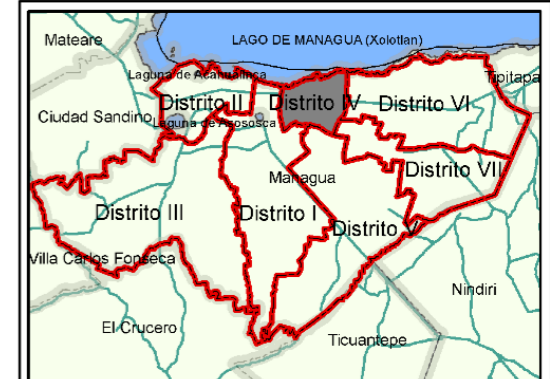 Mateare
LAGO DE MANAGUA (Xolotlan)
Laguna de Acahualinca
Tipitapa
Distrito II
Distrito IV
Distrito VI
Ciudad Sandino
Laguna de Asososca
Distrito VII
Managua
Distrito III
Distrito I
Distrito V
Villa Carlos Fonseca
Nindiri
El Crucero
Ticuantepe